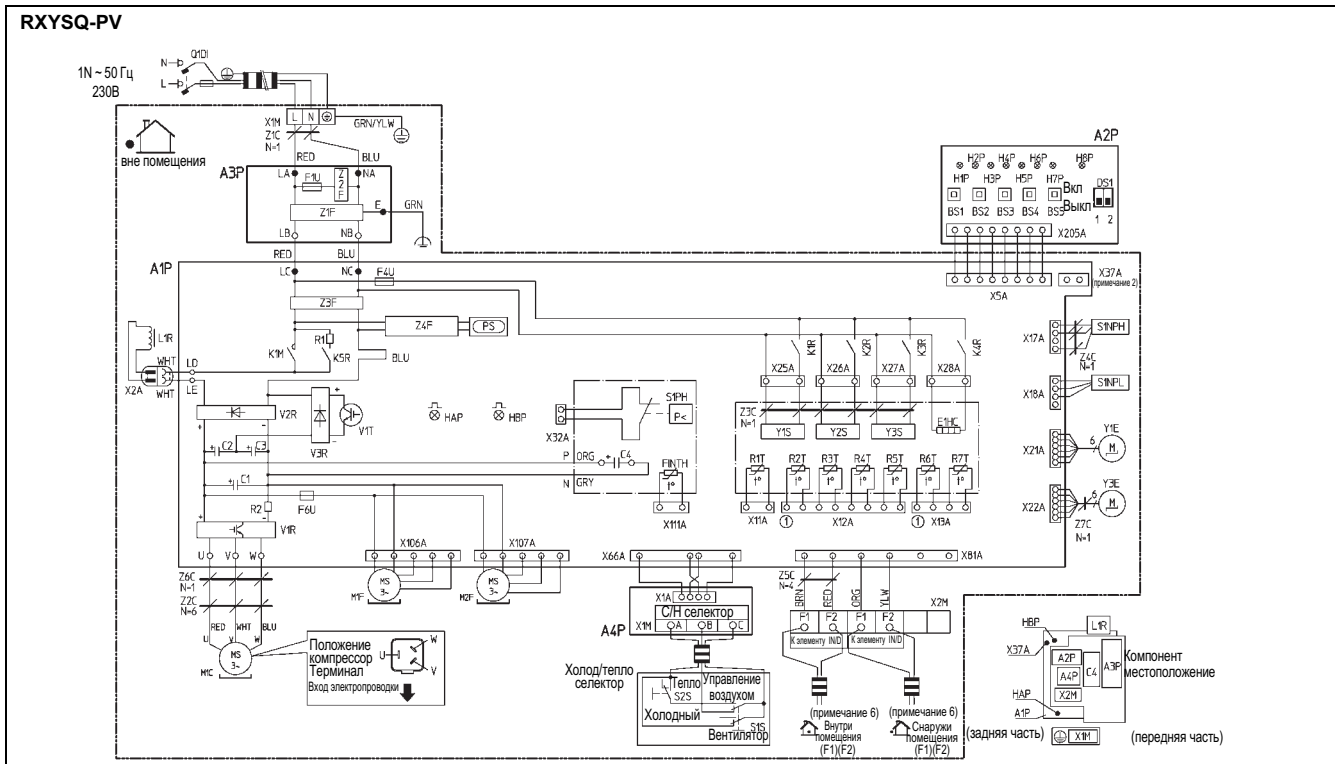 RXYSQ-PV
1N ~ 50 Гц
230В
N
L
Q1DI
X1M
L N
GRN/YLW
Z1C
N=1
вне помещения
RED
BLU
A3P
LA
NA
F1U
Z2F
Z1F
E
GRN
LB
NB
RED
BLU
A2P
H2P H4P H6P H8P
H1P H3P H5P H7P
Вкл
DS1
BS1 BS2 BS3 BS4 BS5
Выкл
1 2
X205A
A1P
LC
NC
F4U
X5A
X37A
(примечание 2)
Z3F
Z4F
PS
L1R
R1
K1M
K5R
BLU
WHT
LD
X2A
WHT
LE
K1R
K2R
K3R
K4R
X25A
X26A
X27A
X28A
X17A
S1NPH
Z4C
N=1
X18A
S1NPL
V2R
V1T
V3R
C2
C3
HAP
HBP
S1PH
P<
X32A
Z3C
N=1
Y1S
Y2S
Y3S
E1HC
X21A
6
Y1E
M
P
ORG
C4
N
GRY
FINTH
t°
X111A
R1T
R2T
R3T
R4T
R5T
R6T
R7T
t° t° t° t° t° t° t°
X11A
1
X12A
1
X13A
X22A
6
Y3E
M
Z7C
N=1
C1
R2
F6U
V1R
U
V
W
X106A
X107A
X66A
X81A
Z6C
N=1
Z2C
N=6
MS
3~
M1F
MS
3~
M2F
Z5C
N=4
BRN
RED
ORG
YLW
X1A
С/Н селектор
X1M
A
B
C
A4P
X2M
F1 F2 F1 F2
К элементу IN/D
К элементу IN/D
RED
WHT
BLU
U
V
W
MS
3~
M1C
Положение
компрессор
Терминал
Вход электропроводки
U
W
V
Холод/тепло
селектор
Тепло
S2S
Управление
воздухом
Холодный
S1S
Вентилятор
(примечание 6)
Внутри
помещения
(F1)(F2)
(примечание 6)
Снаружи
помещения
(F1)(F2)
HBP
X37A
L1R
A2P
A4P
C4
A3P
X2M
HAP
A1P
X1M
Компонент
местоположение
(задняя часть)
(передняя часть)